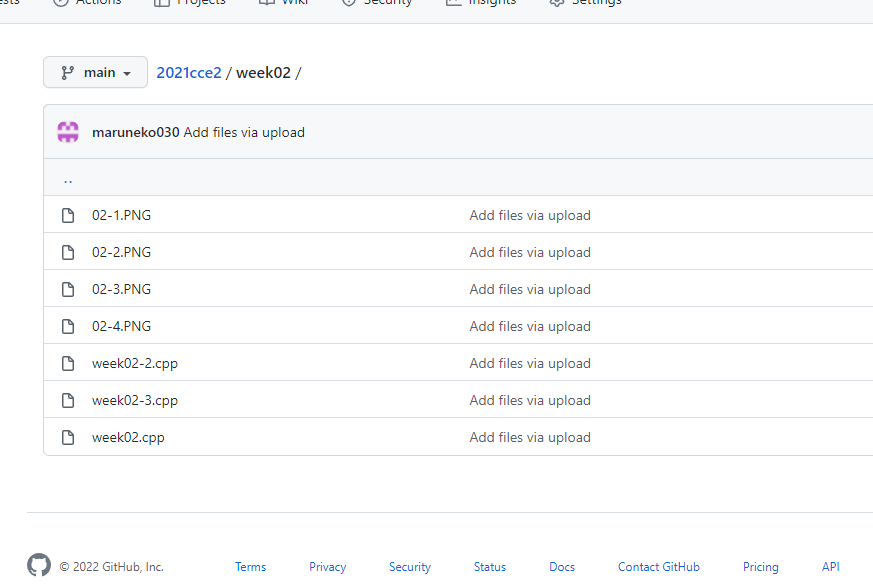 Actions Projects Wiki Security Insights Settings
main 2021cce2 / week02 /
maruneko030 Add files via upload
..
02-1.PNG Add files via upload
02-2.PNG Add files via upload
02-3.PNG Add files via upload
02-4.PNG Add files via upload
week02-2.cpp Add files via upload
week02-3.cpp Add files via upload
week02.cpp Add files via upload
© 2022 GitHub, Inc. Terms Privacy Security Status Docs Contact GitHub Pricing API